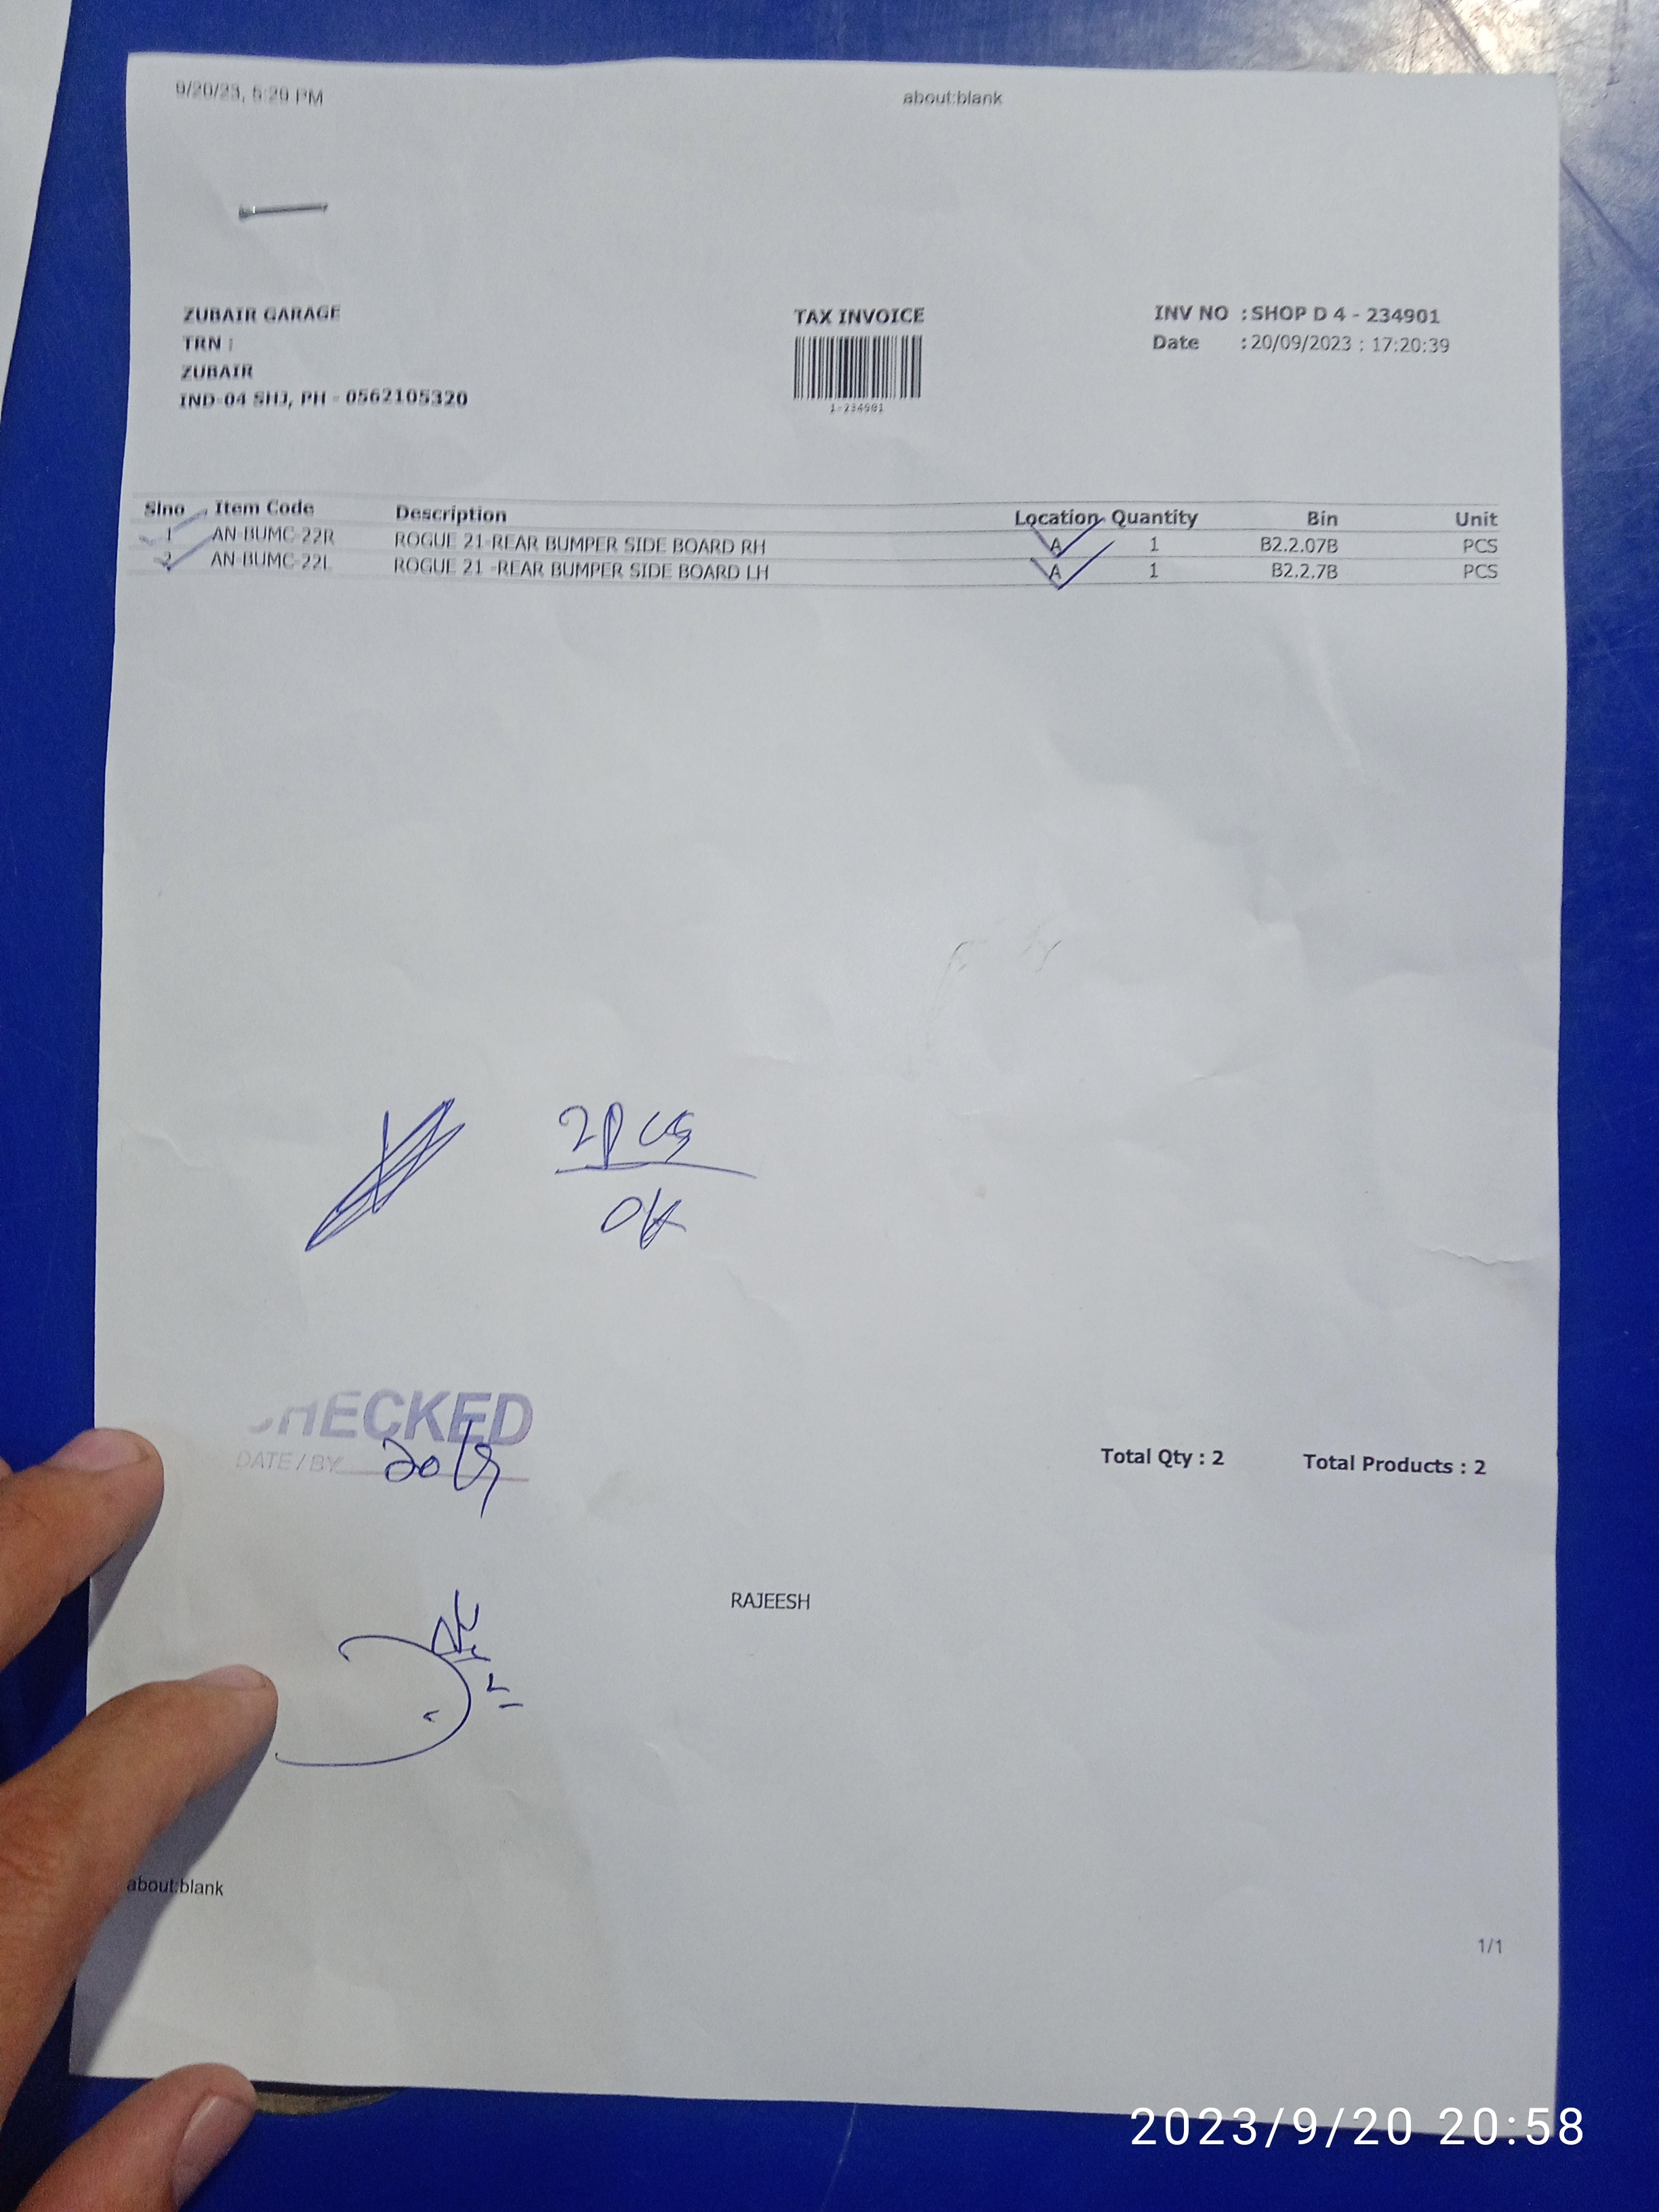 9/20/23, 5:20 PM about:blank
ZUBAIR GARAGE
TRN :
ZUBAIR
IND-04 SHJ, PH - 0562105320
TAX INVOICE
1-234901
INV NO : SHOP D 4 - 234901
Date : 20/09/2023 : 17:20:39
Slno Item Code Description Location Quantity Bin Unit
1 AN-BUMC-22R ROGUE 21-REAR BUMPER SIDE BOARD RH A 1 B2.2.07B PCS
2 AN-BUMC-22L ROGUE 21 -REAR BUMPER SIDE BOARD LH A 1 B2.2.7B PCS
2Pcs
OK
CHECKED
DATE/BY 20/9
Total Qty : 2 Total Products : 2
RAJEESH
about:blank
1/1
2023/9/20 20:58